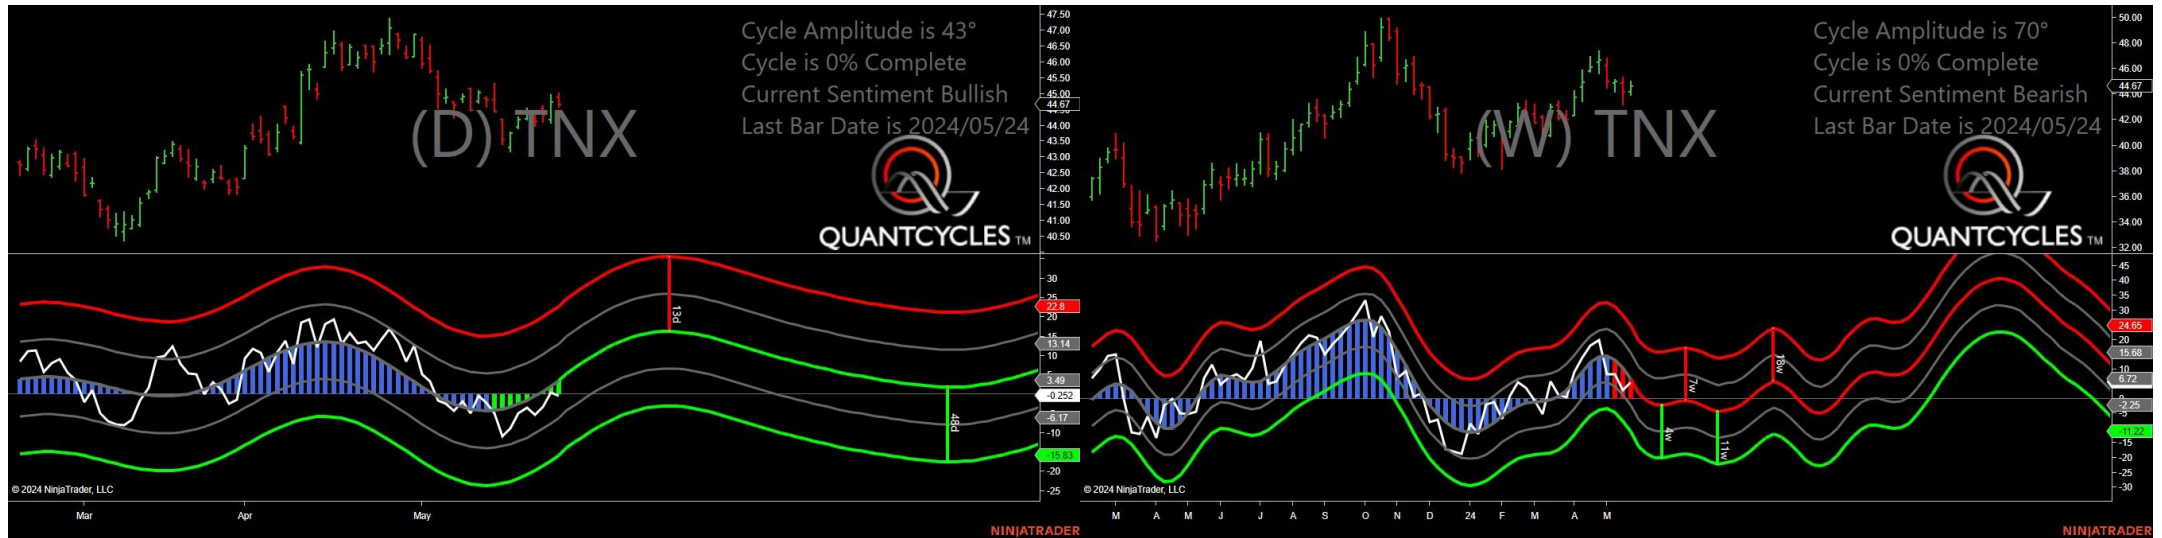 Cycle Amplitude is 43°
Cycle is 0% Complete
Current Sentiment Bullish
Last Bar Date is 2024/05/24
(D) TNX
QUANTCYCLES TM
47.50
47.00
46.50
46.00
45.50
45.00
44.67
44.00
43.50
43.00
42.50
42.00
41.50
41.00
40.50
30
25
22.8
20
15
13.14
10
3.49
-0.252
-6.17
-10
-15.83
-20
-25
13d
48d
© 2024 NinjaTrader, LLC
Mar
Apr
May
NINJATRADER
Cycle Amplitude is 70°
Cycle is 0% Complete
Current Sentiment Bearish
Last Bar Date is 2024/05/24
(W) TNX
QUANTCYCLES TM
50.00
48.00
46.00
44.67
44.00
42.00
40.00
38.00
36.00
34.00
32.00
45
40
35
30
24.65
20
15.68
10
6.72
-2.25
-5
-11.22
-15
-20
-25
-30
7w
18w
4w
11w
© 2024 NinjaTrader, LLC
M A M J J A S O N D 24 F M A M
NINJATRADER